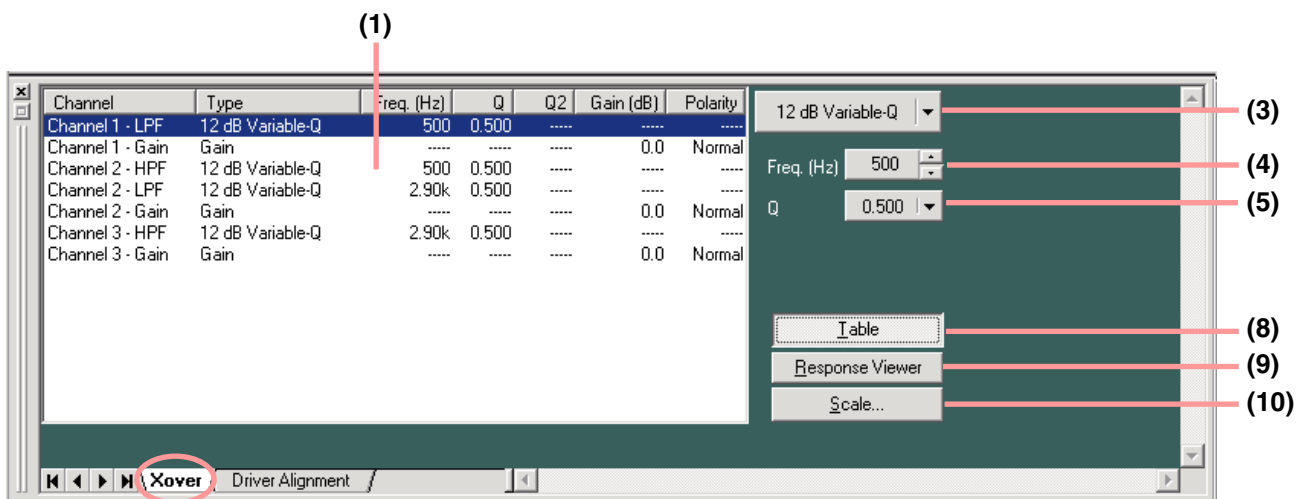 (1)
Channel Type Freq. (Hz) Q Q2 Gain (dB) Polarity
Channel 1 - LPF 12 dB Variable-Q 500 0.500 ----- ----- -----
Channel 1 - Gain Gain ----- ----- ----- 0.0 Normal
Channel 2 - HPF 12 dB Variable-Q 500 0.500 ----- ----- -----
Channel 2 - LPF 12 dB Variable-Q 2.90k 0.500 ----- ----- -----
Channel 2 - Gain Gain ----- ----- ----- 0.0 Normal
Channel 3 - HPF 12 dB Variable-Q 2.90k 0.500 ----- ----- -----
Channel 3 - Gain Gain ----- ----- ----- 0.0 Normal
12 dB Variable-Q (3)
Freq. (Hz) 500 (4)
Q 0.500 (5)
Table (8)
Response Viewer (9)
Scale... (10)
Xover Driver Alignment